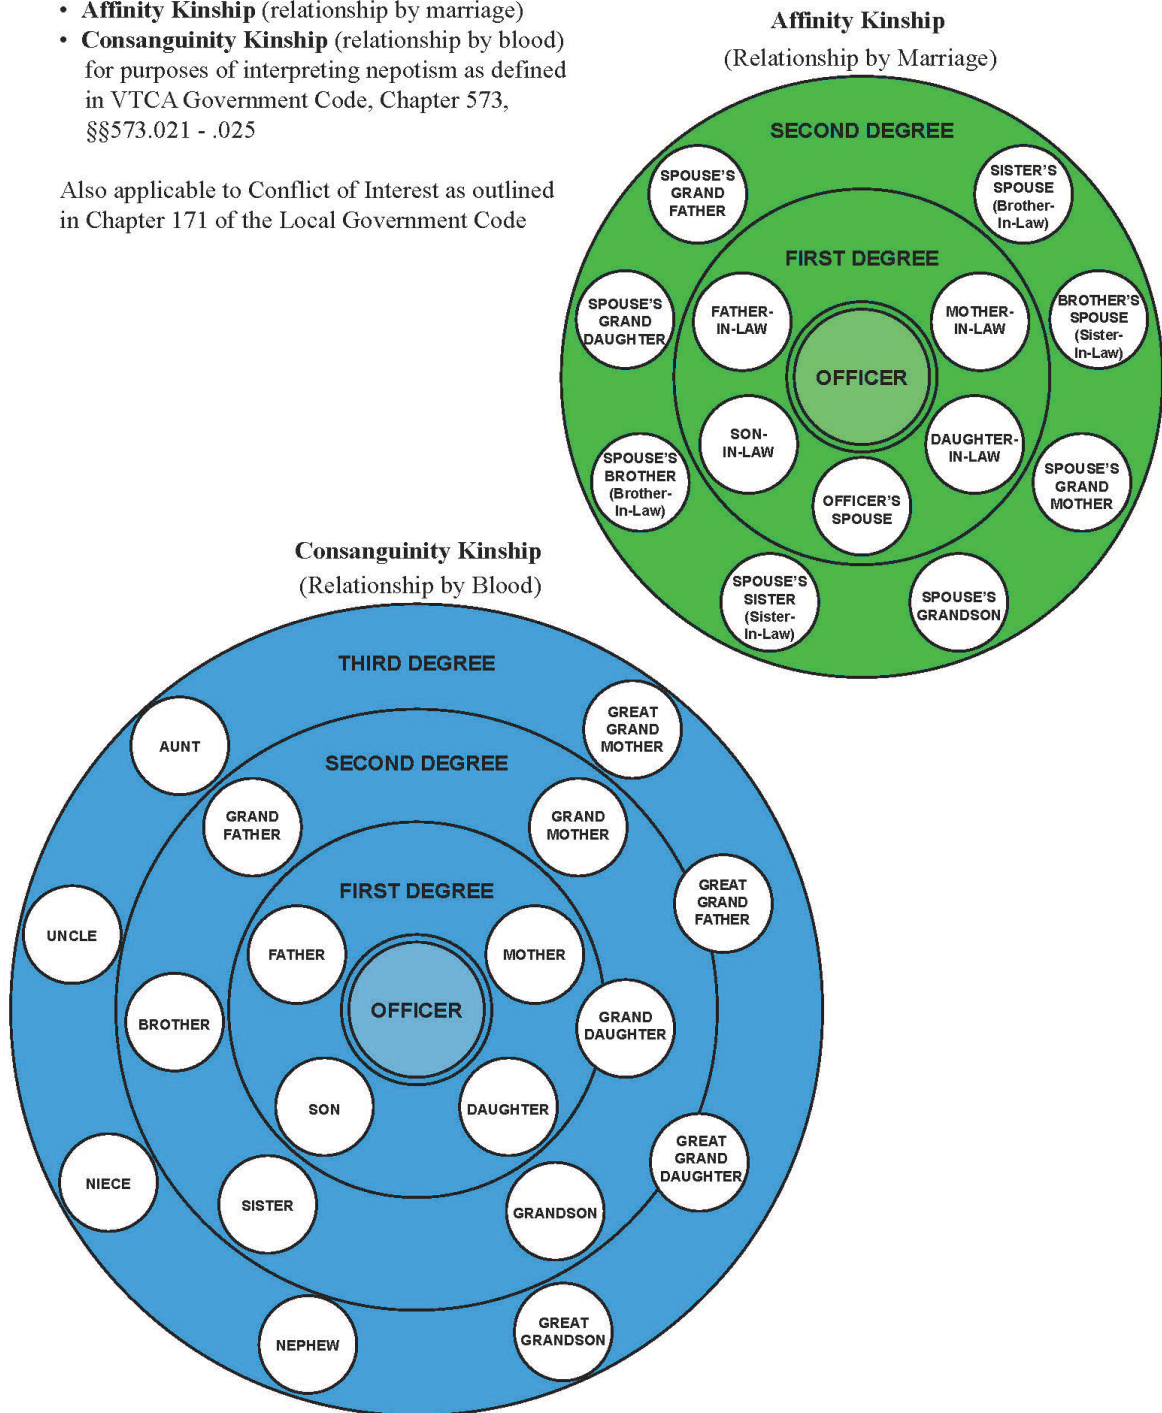 • Affinity Kinship (relationship by marriage)
• Consanguinity Kinship (relationship by blood)
for purposes of interpreting nepotism as defined
in VTCA Government Code, Chapter 573,
§§573.021 - .025
Also applicable to Conflict of Interest as outlined
in Chapter 171 of the Local Government Code
Affinity Kinship
(Relationship by Marriage)
SECOND DEGREE
SPOUSE'S
GRAND
FATHER
SISTER'S
SPOUSE
(Brother-
In-Law)
FIRST DEGREE
SPOUSE'S
GRAND
DAUGHTER
FATHER-
IN-LAW
MOTHER-
IN-LAW
BROTHER'S
SPOUSE
(Sister-
In-Law)
OFFICER
SON-
IN-LAW
DAUGHTER-
IN-LAW
SPOUSE'S
BROTHER
(Brother-
In-Law)
OFFICER'S
SPOUSE
SPOUSE'S
GRAND
MOTHER
SPOUSE'S
SISTER
(Sister-
In-Law)
SPOUSE'S
GRANDSON
Consanguinity Kinship
(Relationship by Blood)
THIRD DEGREE
AUNT
GREAT
GRAND
MOTHER
SECOND DEGREE
GRAND
FATHER
GRAND
MOTHER
FIRST DEGREE
GREAT
GRAND
FATHER
UNCLE
FATHER
MOTHER
OFFICER
BROTHER
GRAND
DAUGHTER
SON
DAUGHTER
GREAT
GRAND
DAUGHTER
NIECE
SISTER
GRANDSON
NEPHEW
GREAT
GRANDSON